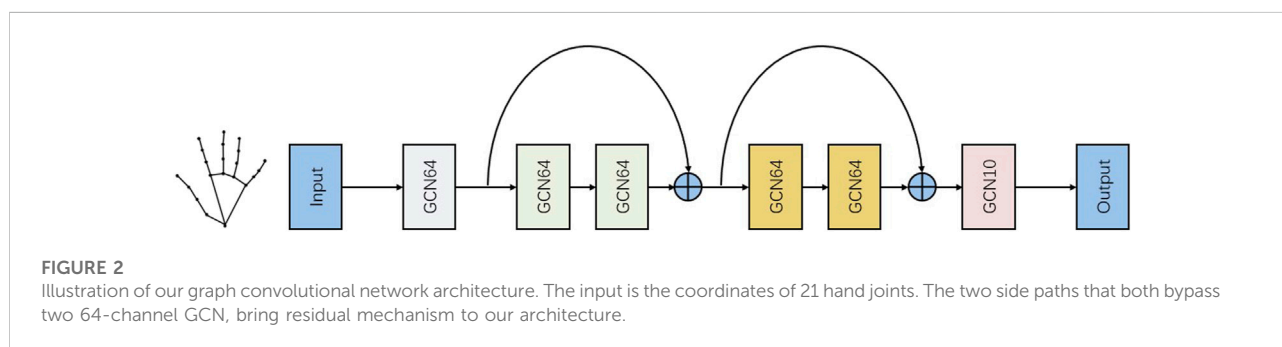 Input
GCN64
GCN64
GCN64
GCN64
GCN64
GCN10
Output
FIGURE 2
Illustration of our graph convolutional network architecture. The input is the coordinates of 21 hand joints. The two side paths that both bypass
two 64-channel GCN, bring residual mechanism to our architecture.